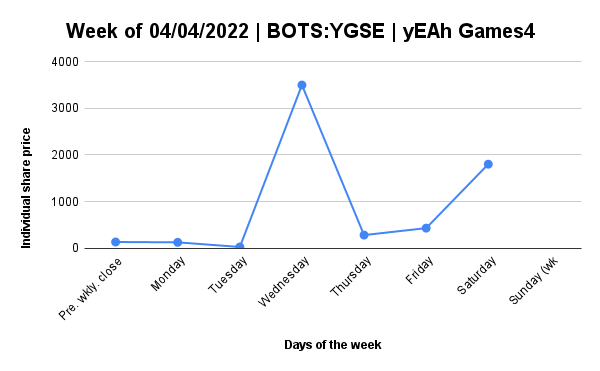 Week of 04/04/2022 | BOTS:YGSE | yEAh Games4
Individual share price
4000
3000
2000
1000
0
Pre. wkly. close
Monday
Tuesday
Wednesday
Thursday
Friday
Saturday
Sunday (wk
Days of the week